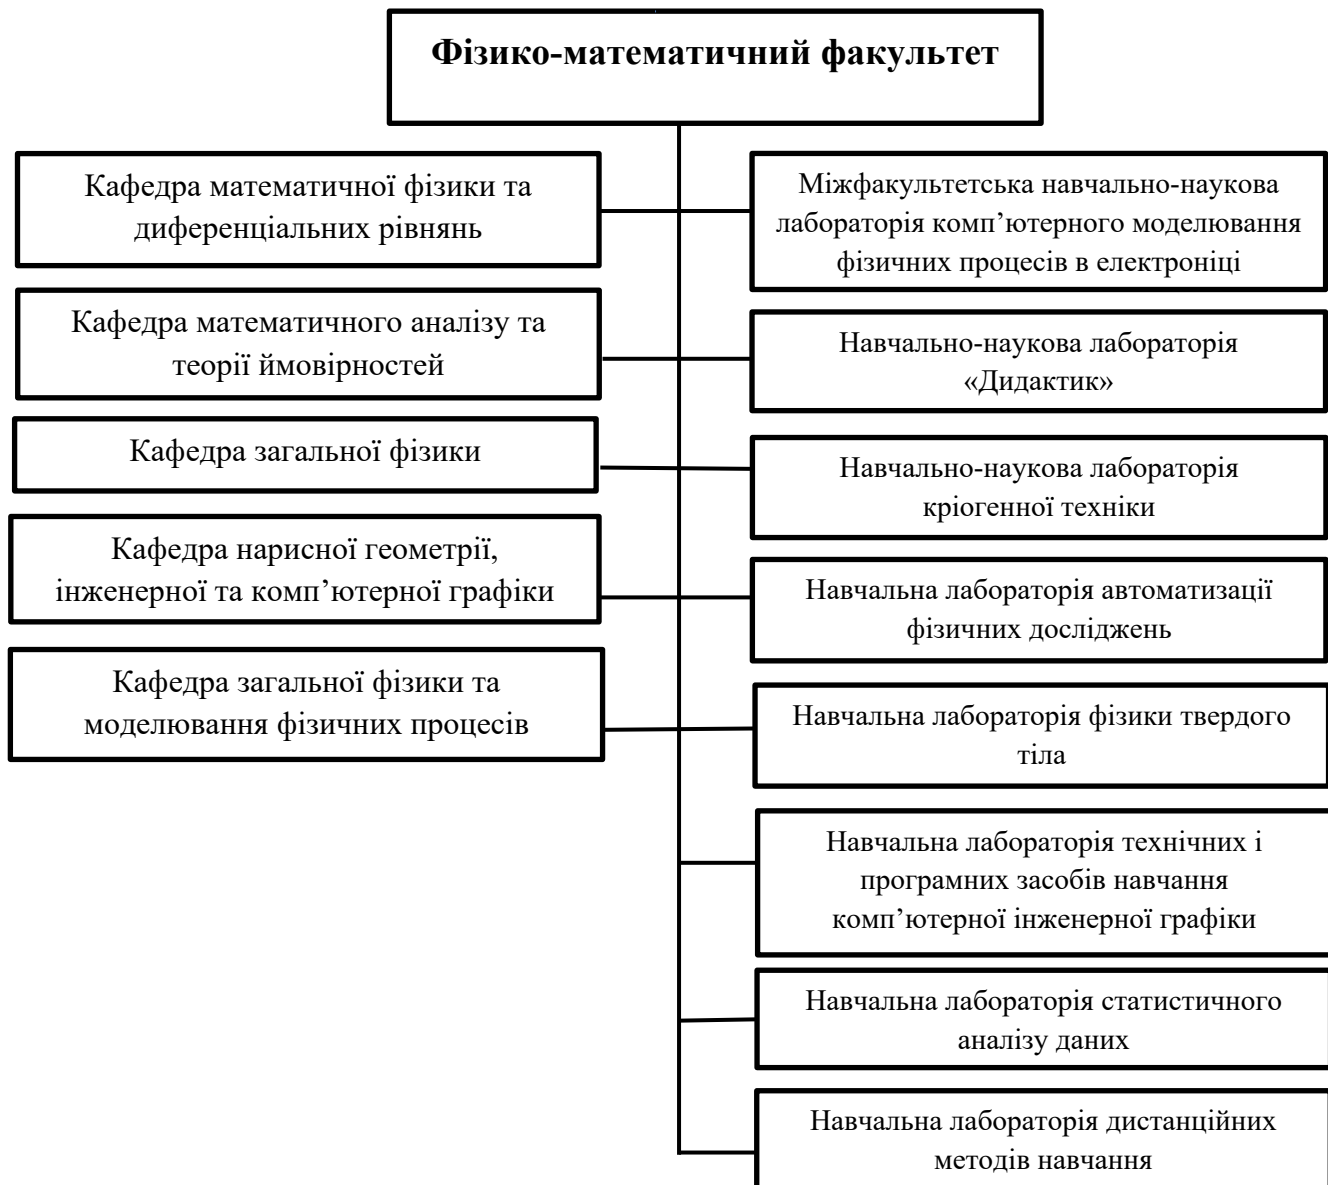 Фізико-математичний факультет
Кафедра математичної фізики та
диференціальних рівнянь
Кафедра математичного аналізу та
теорії ймовірностей
Кафедра загальної фізики
Кафедра нарисної геометрії,
інженерної та комп’ютерної графіки
Кафедра загальної фізики та
моделювання фізичних процесів
Міжфакультетська навчально-наукова
лабораторія комп’ютерного моделювання
фізичних процесів в електроніці
Навчально-наукова лабораторія
«Дидактик»
Навчально-наукова лабораторія
кріогенної техніки
Навчальна лабораторія автоматизації
фізичних досліджень
Навчальна лабораторія фізики твердого
тіла
Навчальна лабораторія технічних і
програмних засобів навчання
комп’ютерної інженерної графіки
Навчальна лабораторія статистичного
аналізу даних
Навчальна лабораторія дистанційних
методів навчання